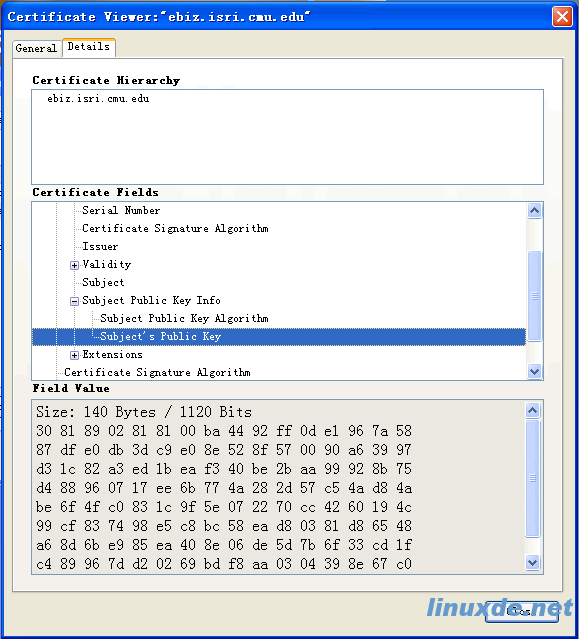 Certificate Viewer:"ebiz.isri.cmu.edu"
General
Details
Certificate Hierarchy
ebiz.isri.cmu.edu
Certificate Fields
Serial Number
Certificate Signature Algorithm
Issuer
Validity
Subject
Subject Public Key Info
Subject Public Key Algorithm
Subject's Public Key
Extensions
Certificate Signature Algorithm
Field Value
Size: 140 Bytes / 1120 Bits
30 81 89 02 81 81 00 ba 44 92 ff 0d e1 96 7a 58
87 df e0 db 3d c9 e0 8e 52 8f 57 00 90 a6 39 97
d3 1c 82 a3 ed 1b ea f3 40 be 2b aa 99 92 8b 75
d4 88 96 07 17 ee 6b 77 4a 28 2d 57 c5 4a d8 4a
be 6f 4f c0 83 1c 9f 5e 07 22 70 cc 42 60 19 4c
99 cf 83 74 98 e5 c8 bc 58 ea d8 03 81 d8 65 48
a6 8d 6b e9 85 ea 40 8e 06 de 5d 7b 6f 33 cd 1f
c4 89 96 7d d2 02 69 bd f8 aa 03 04 39 8e 67 c0
linuxde.net